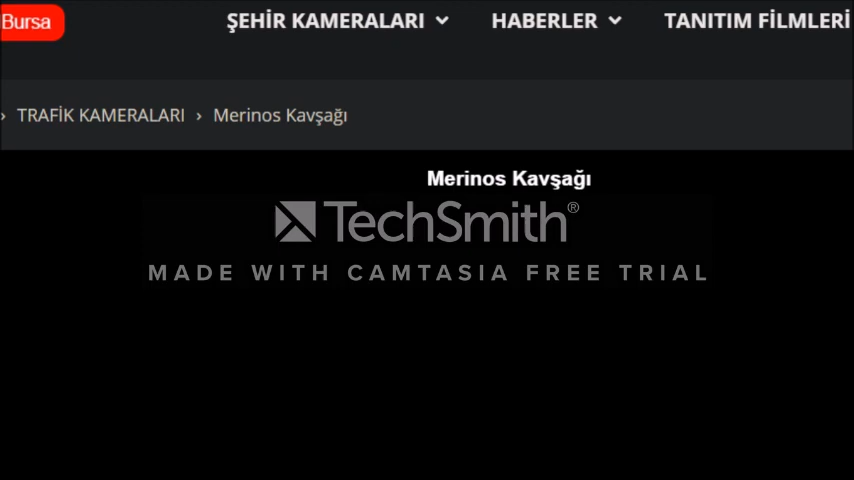 Bursa ŞEHİR KAMERALARI HABERLER TANITIM FİLMLERİ
› TRAFİK KAMERALARI › Merinos Kavşağı
Merinos Kavşağı
TechSmith®
MADE WITH CAMTASIA FREE TRIAL